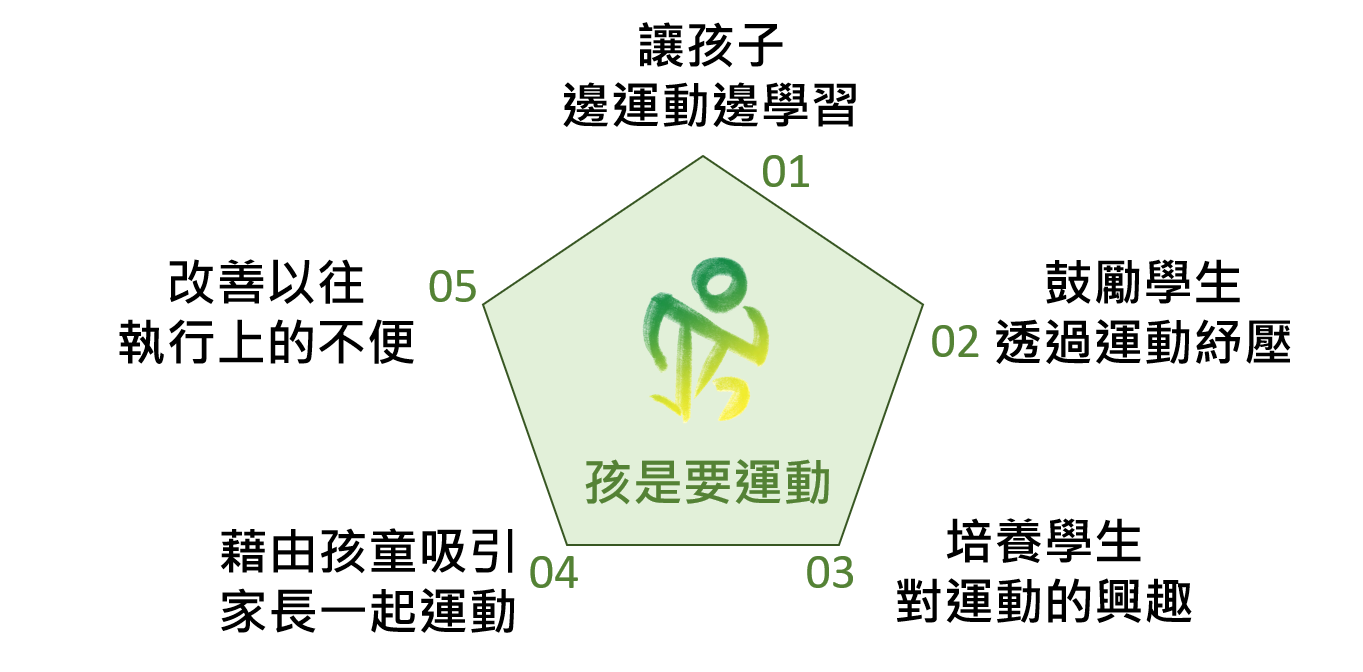 讓孩子
邊運動邊學習
01
鼓勵學生
02 透過運動紓壓
培養學生
03 對運動的興趣
藉由孩童吸引
家長一起運動
04
改善以往
執行上的不便
05
孩是要運動